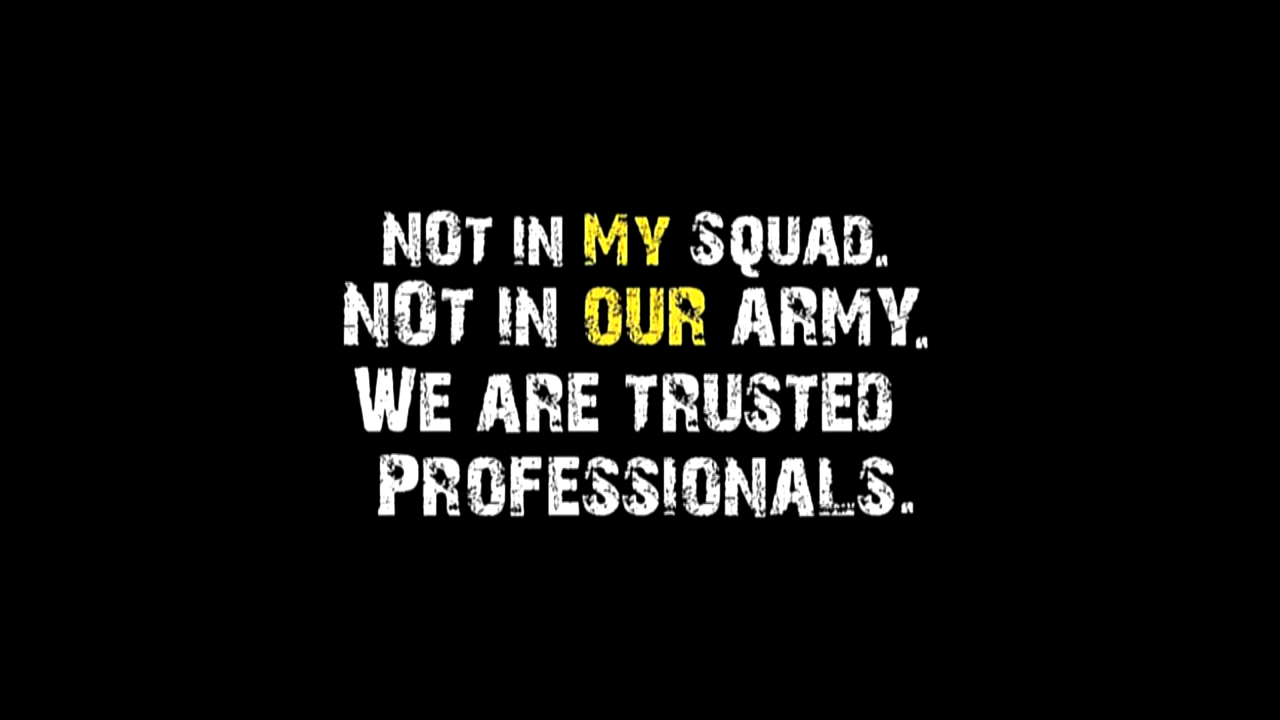 NOT IN MY SQUAD.
NOT IN OUR ARMY.
WE ARE TRUSTED
PROFESSIONALS.